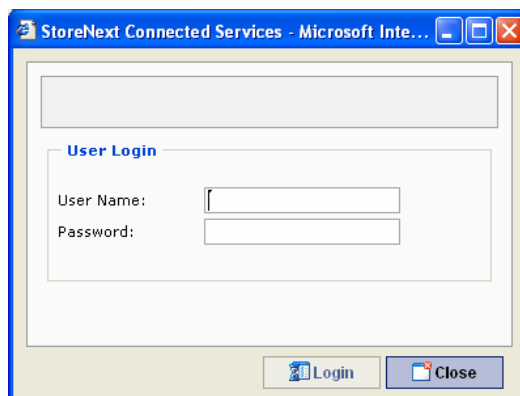 StoreNext Connected Services - Microsoft Inte...
User Login
User Name:
Password:
Login
Close